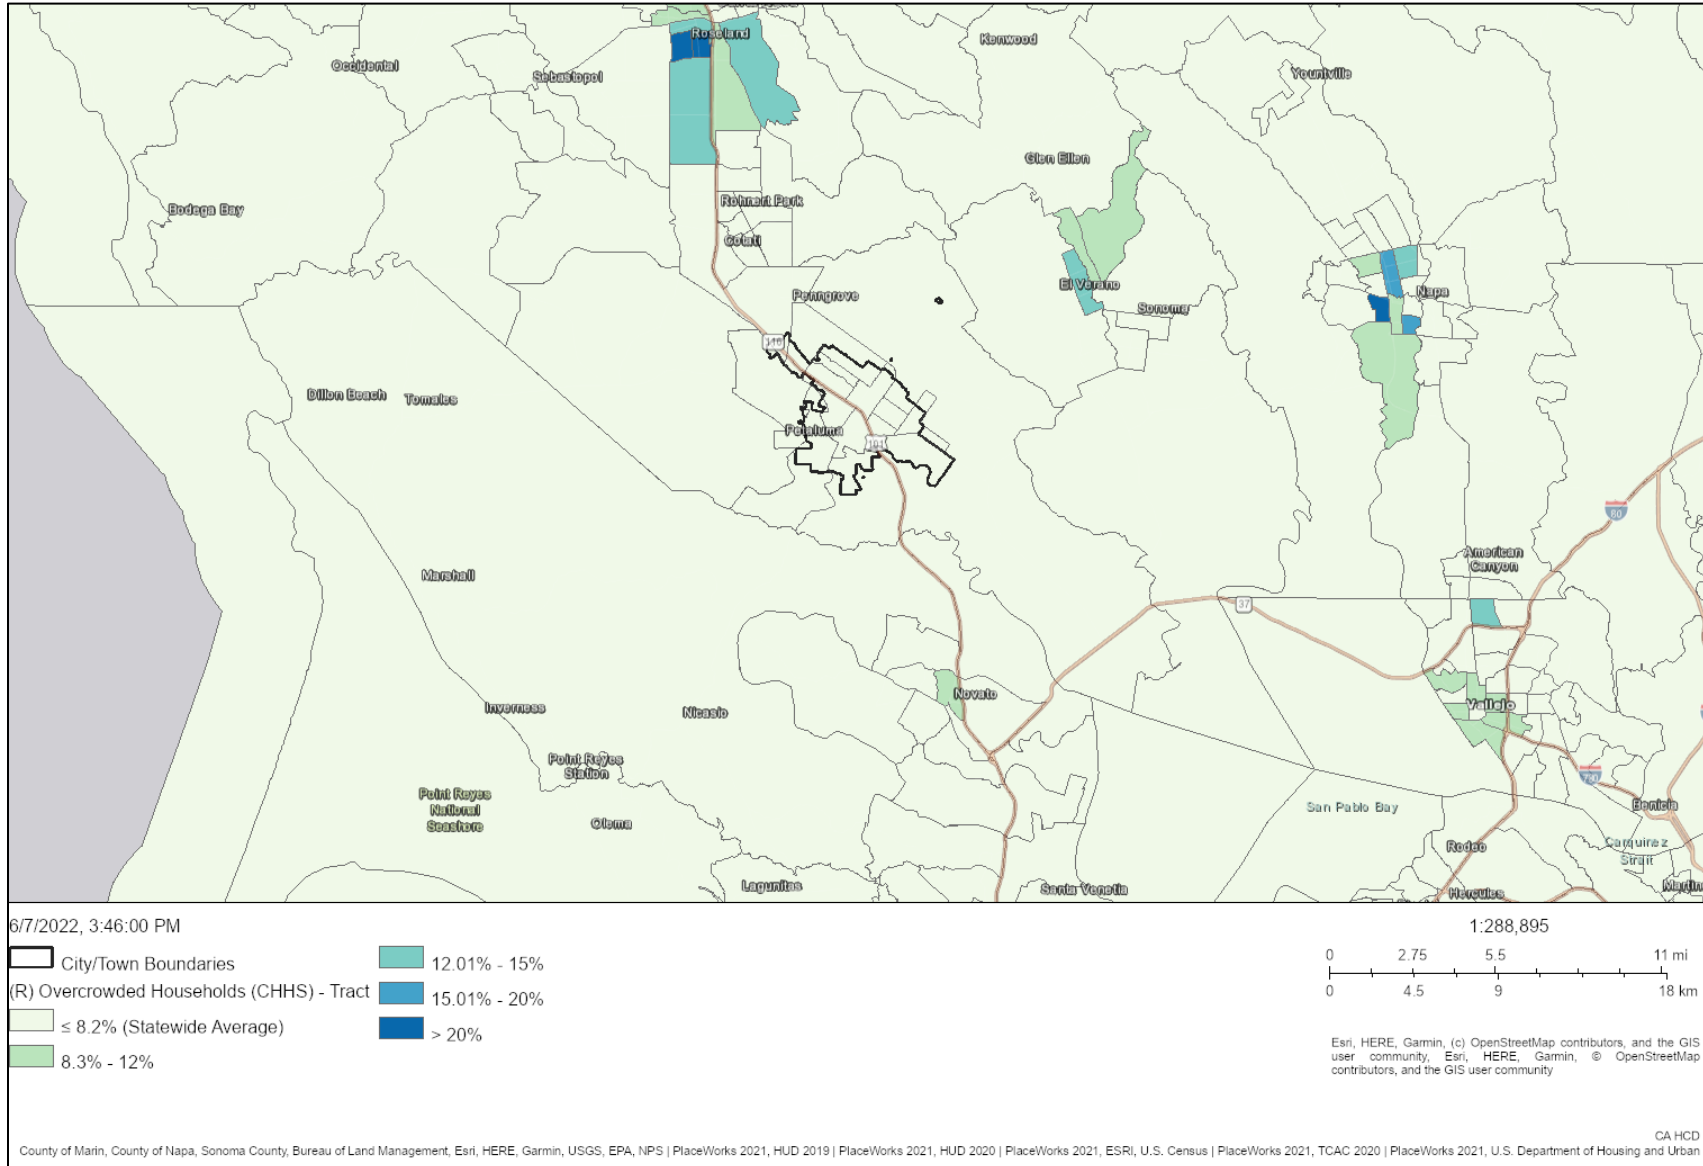 Roseland
Kenwood
Occidental
Sebastopol
Yountville
Glen Ellen
Bodega Bay
Rohnert Park
Cotati
El Verano
Napa
Penngrove
Sonoma
116
Dillon Beach
Tomales
Petaluma
101
80
American
Canyon
Marshall
37
Novato
Vallejo
Inverness
Nicasio
Point Reyes
Station
780
Point Reyes
National
Seashore
San Pablo Bay
Benicia
Olema
Rodeo
Carquinez
Strait
Lagunitas
Santa Venetia
Hercules
Martin
6/7/2022, 3:46:00 PM
City/Town Boundaries
(R) Overcrowded Households (CHHS) - Tract
≤ 8.2% (Statewide Average)
8.3% - 12%
12.01% - 15%
15.01% - 20%
> 20%
1:288,895
0 2.75 5.5 11 mi
0 4.5 9 18 km
Esri, HERE, Garmin, (c) OpenStreetMap contributors, and the GIS
user community, Esri, HERE, Garmin, © OpenStreetMap
contributors, and the GIS user community
CA HCD
County of Marin, County of Napa, Sonoma County, Bureau of Land Management, Esri, HERE, Garmin, USGS, EPA, NPS | PlaceWorks 2021, HUD 2019 | PlaceWorks 2021, HUD 2020 | PlaceWorks 2021, ESRI, U.S. Census | PlaceWorks 2021, TCAC 2020 | PlaceWorks 2021, U.S. Department of Housing and Urban